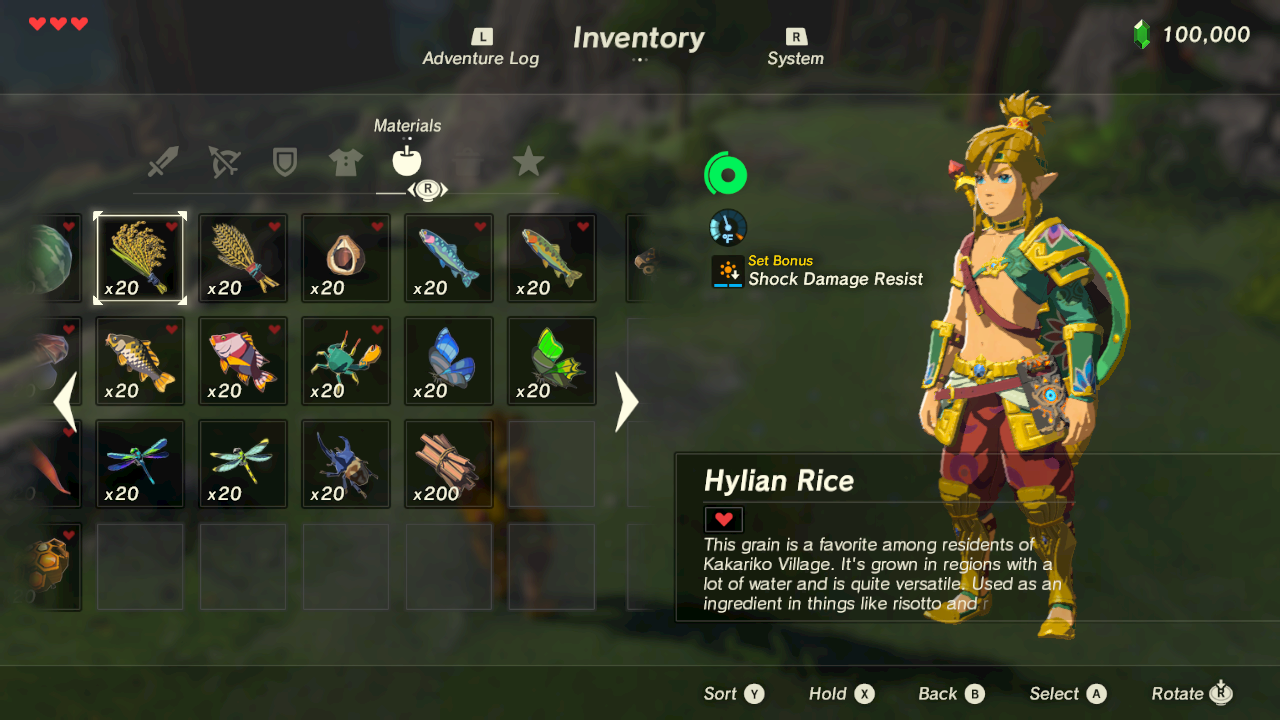 L
Adventure Log
Inventory
R
System
100,000
Materials
R
x20
x20
x20
x20
x20
x20
x20
x20
x20
x20
x20
x20
x20
x200
°F
Set Bonus
Shock Damage Resist
Hylian Rice
This grain is a favorite among residents of
Kakariko Village. It's grown in regions with a
lot of water and is quite versatile. Used as an
ingredient in things like risotto and r
Sort Y
Hold X
Back B
Select A
Rotate R